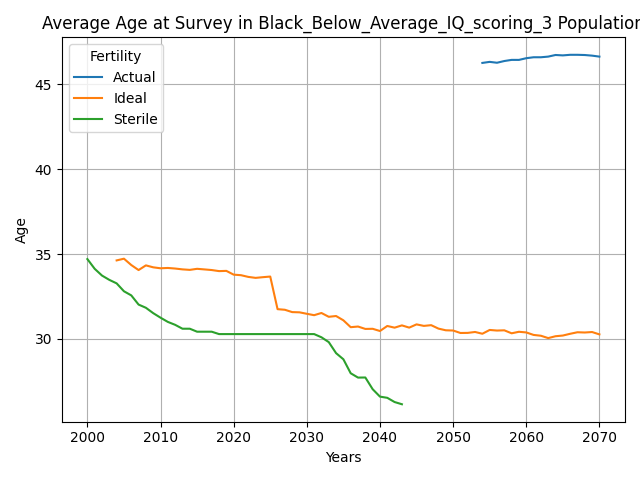 Average Age at Survey in Black_Below_Average_IQ_scoring_3 Population
Fertility
Actual
Ideal
Sterile
45
40
35
30
Age
2000 2010 2020 2030 2040 2050 2060 2070
Years